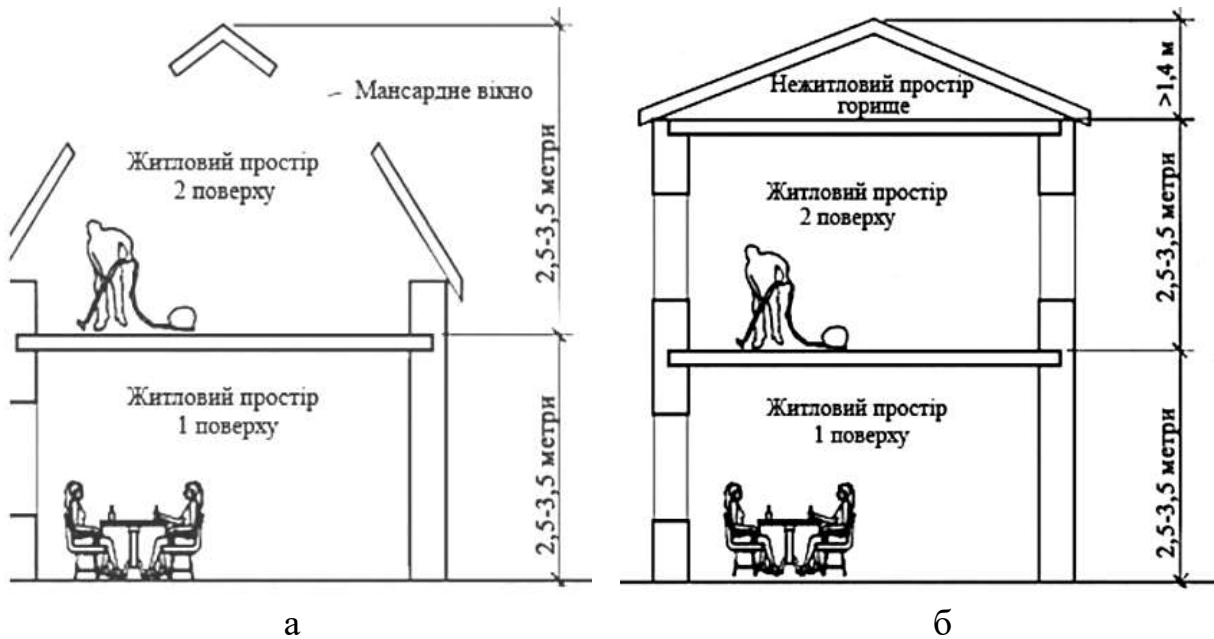 Мансардне вікно
Житловий простір
2 поверху
2,5-3,5 метри
Житловий простір
1 поверху
2,5-3,5 метри
а
Нежитловий простір
горище
>1,4 м
Житловий простір
2 поверху
2,5-3,5 метри
Житловий простір
1 поверху
2,5-3,5 метри
б